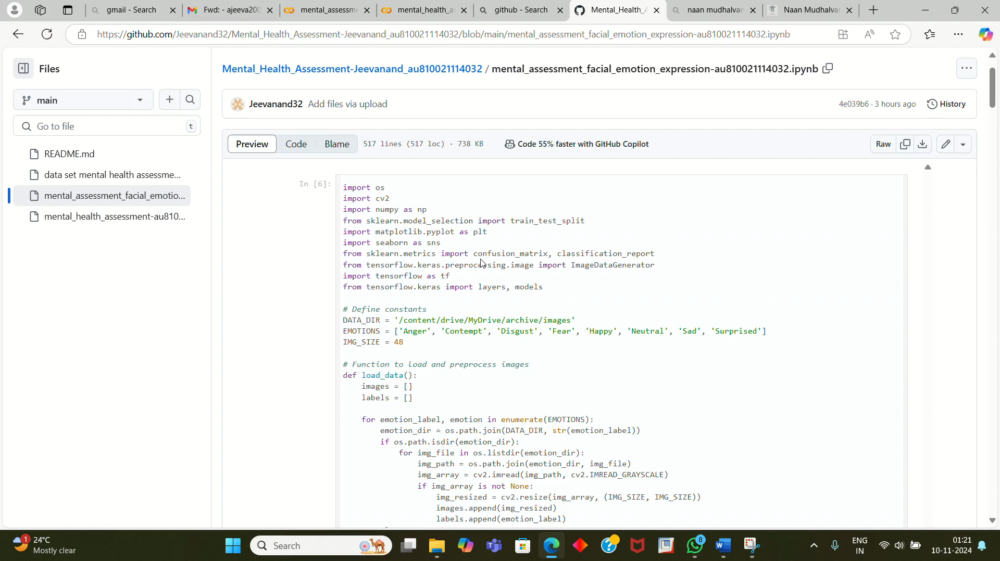 gmail - Search
Fwd: - ajeeva200
mental_assessme
mental_health_a
github - Search
Mental_Health_A
naan mudhalvan
Naan Mudhalva
https://github.com/Jeevanand32/Mental_Health_Assessment-Jeevanand_au810021114032/blob/main/mental_assessment_facial_emotion_expression-au810021114032.ipynb
Files
Mental_Health_Assessment-Jeevanand_au810021114032 / mental_assessment_facial_emotion_expression-au810021114032.ipynb
main
Go to file
t
README.md
data set mental health assessme...
mental_assessment_facial_emotio...
mental_health_assessment-au810...
Jeevanand32 Add files via upload
4e039b6 · 3 hours ago
History
Preview
Code
Blame
517 lines (517 loc) · 738 KB
Code 55% faster with GitHub Copilot
Raw
In [6]:
import os
import cv2
import numpy as np
from sklearn.model_selection import train_test_split
import matplotlib.pyplot as plt
import seaborn as sns
from sklearn.metrics import confusion_matrix, classification_report
from tensorflow.keras.preprocessing.image import ImageDataGenerator
import tensorflow as tf
from tensorflow.keras import layers, models
# Define constants
DATA_DIR = '/content/drive/MyDrive/archive/images'
EMOTIONS = ['Anger', 'Contempt', 'Disgust', 'Fear', 'Happy', 'Neutral', 'Sad', 'Surprised']
IMG_SIZE = 48
# Function to load and preprocess images
def load_data():
images = []
labels = []
for emotion_label, emotion in enumerate(EMOTIONS):
emotion_dir = os.path.join(DATA_DIR, str(emotion_label))
if os.path.isdir(emotion_dir):
for img_file in os.listdir(emotion_dir):
img_path = os.path.join(emotion_dir, img_file)
img_array = cv2.imread(img_path, cv2.IMREAD_GRAYSCALE)
if img_array is not None:
img_resized = cv2.resize(img_array, (IMG_SIZE, IMG_SIZE))
images.append(img_resized)
labels.append(emotion_label)
1
24°C
Mostly clear
Search
8
ENG
IN
01:21
10-11-2024